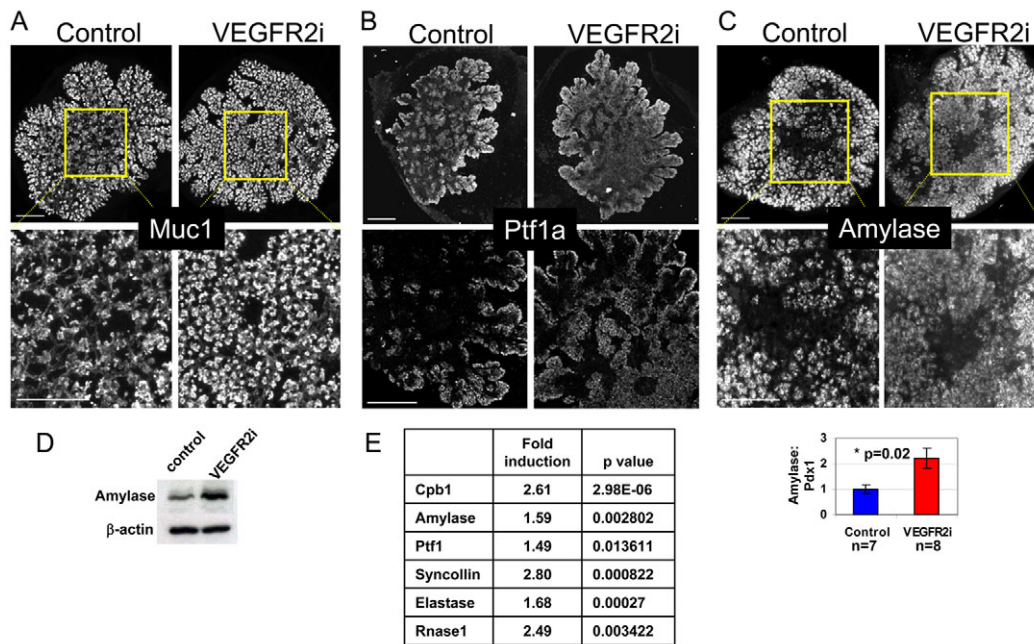 A
Control
VEGFR2i
Muc1
B
Control
VEGFR2i
Ptf1a
C
Control
VEGFR2i
Amylase
D
control
VEGFR2i
Amylase
β-actin
E
Fold induction
p value
Cpb1 2.61 2.98E-06
Amylase 1.59 0.002802
Ptf1 1.49 0.013611
Syncollin 2.80 0.000822
Elastase 1.68 0.00027
Rnase1 2.49 0.003422
Amylase:
Pdx1
3
2
1
0
* p=0.02
Control
n=7
VEGFR2i
n=8